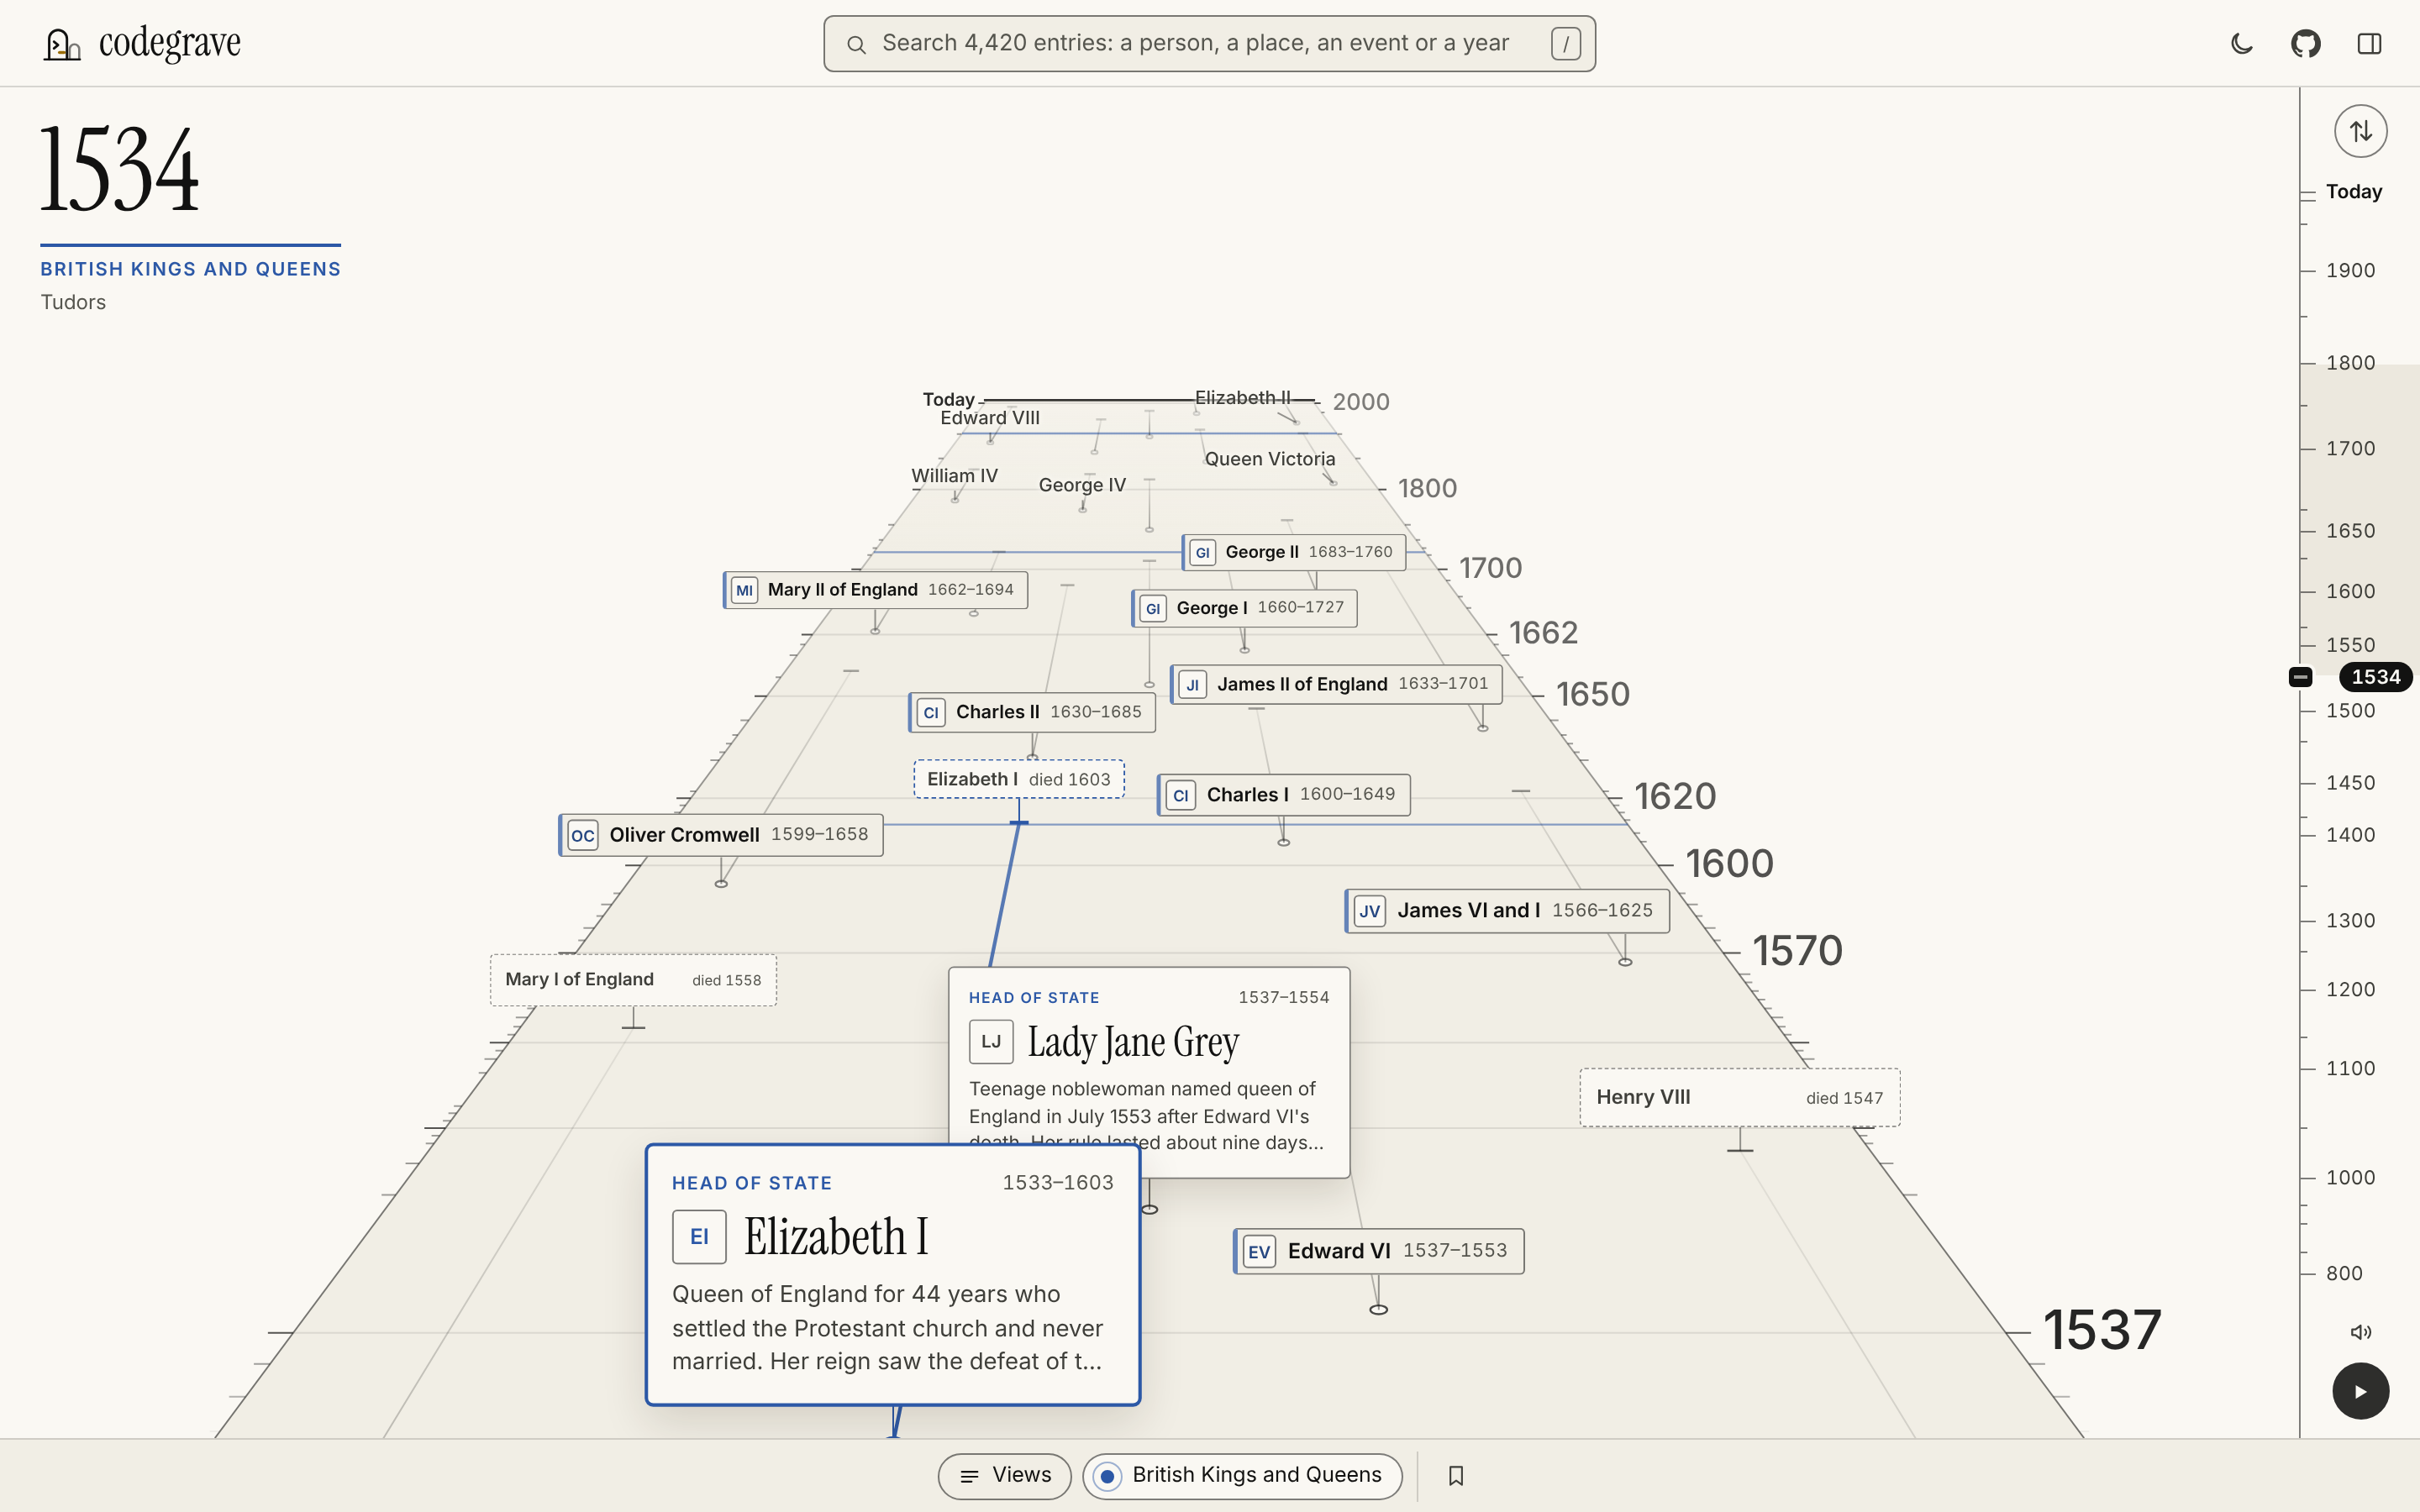 codegrave
Search 4,420 entries: a person, a place, an event or a year
/
1534
BRITISH KINGS AND QUEENS
Tudors
Today
Elizabeth II
2000
Edward VIII
Queen Victoria
William IV
George IV
1800
GI George II 1683–1760
1700
MI Mary II of England 1662–1694
GI George I 1660–1727
1662
JI James II of England 1633–1701
1650
CI Charles II 1630–1685
Elizabeth I died 1603
CI Charles I 1600–1649
1620
OC Oliver Cromwell 1599–1658
1600
JV James VI and I 1566–1625
1570
Mary I of England died 1558
HEAD OF STATE 1537–1554
LJ Lady Jane Grey
Teenage noblewoman named queen of
England in July 1553 after Edward VI's
death. Her rule lasted about nine days...
Henry VIII died 1547
HEAD OF STATE 1533–1603
EI Elizabeth I
Queen of England for 44 years who
settled the Protestant church and never
married. Her reign saw the defeat of t...
EV Edward VI 1537–1553
1537
Today
1900
1800
1700
1650
1600
1550
1534
1500
1450
1400
1300
1200
1100
1000
800
Views
British Kings and Queens